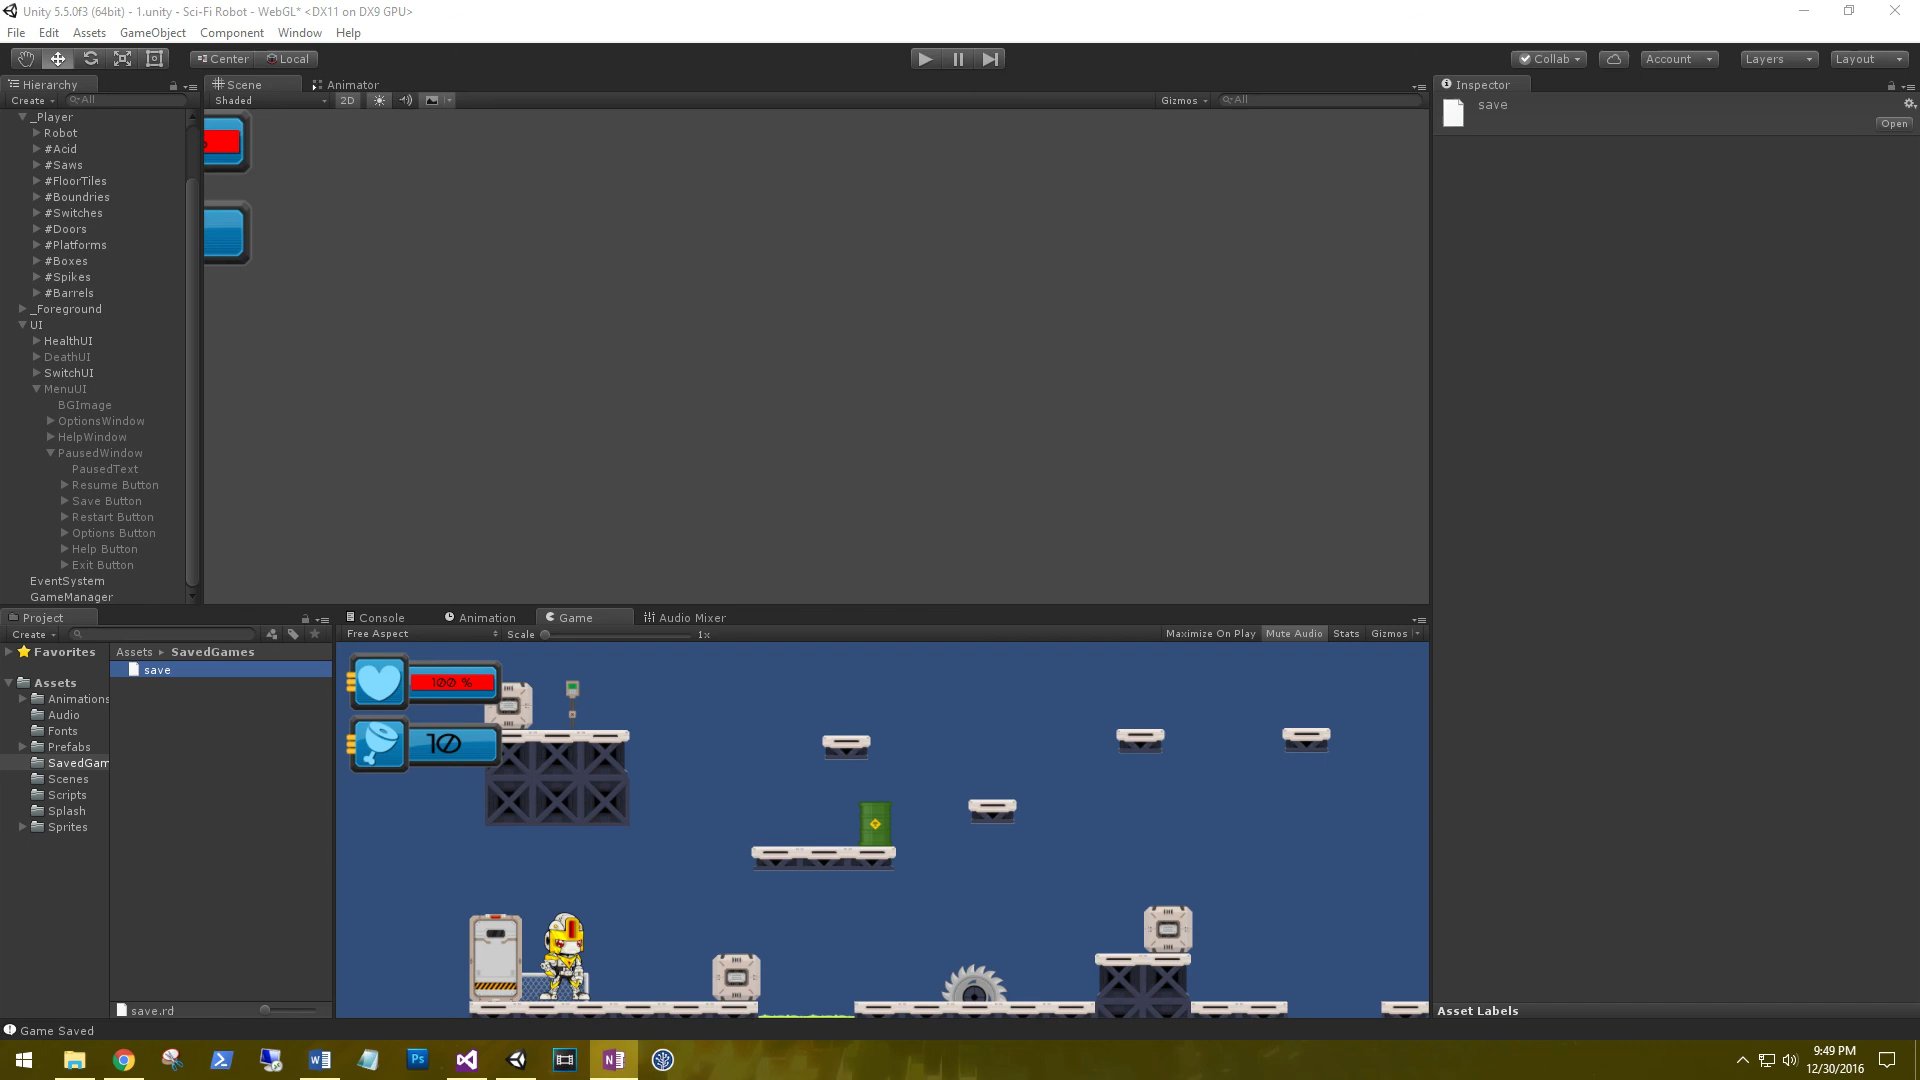 Unity 5.5.0f3 (64bit) - 1.unity - Sci-Fi Robot - WebGL* <DX11 on DX9 GPU>
File Edit Assets GameObject Component Window Help
Center Local Collab Account Layers Layout
Hierarchy
Create All
_Player
Robot
#Acid
#Saws
#FloorTiles
#Boundries
#Switches
#Doors
#Platforms
#Boxes
#Spikes
#Barrels
_Foreground
UI
HealthUI
DeathUI
SwitchUI
MenuUI
BGImage
OptionsWindow
HelpWindow
PausedWindow
PausedText
Resume Button
Save Button
Restart Button
Options Button
Help Button
Exit Button
EventSystem
GameManager
Scene Animator
Shaded 2D Gizmos All
Inspector
save
Open
Project
Create
Favorites
Assets
Animations
Audio
Fonts
Prefabs
SavedGam
Scenes
Scripts
Splash
Sprites
Assets ▸ SavedGames
save
save.rd
Console Animation Game Audio Mixer
Free Aspect Scale 1x Maximize On Play Mute Audio Stats Gizmos
100 %
10
Asset Labels
Game Saved
9:49 PM
12/30/2016